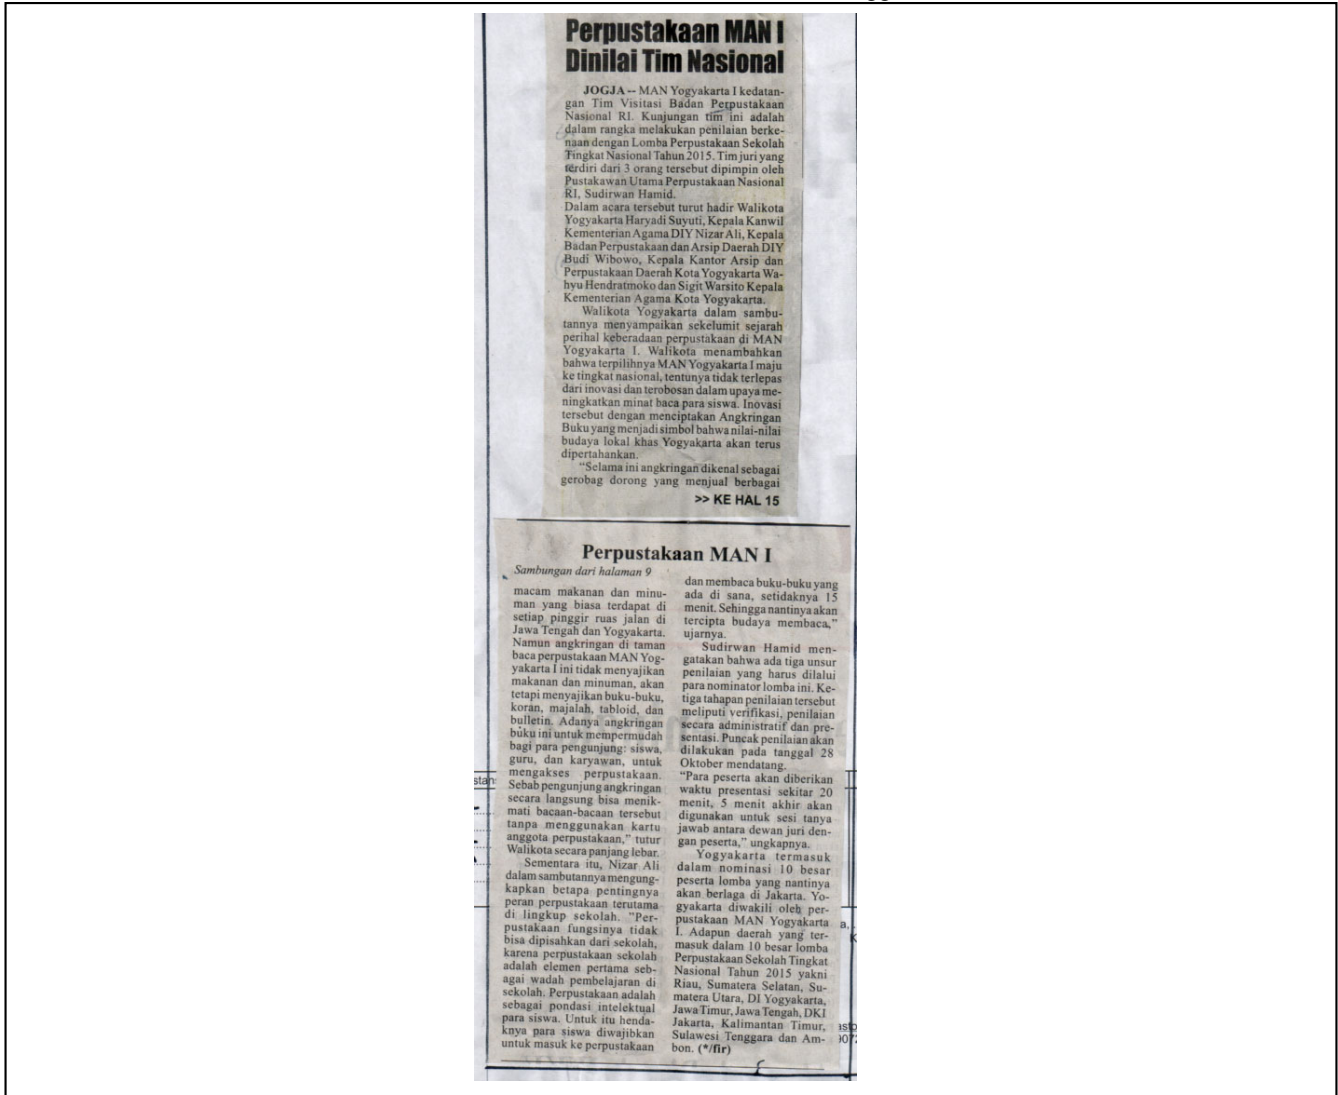 Perpustakaan MAN I
Dinilai Tim Nasional
JOGJA -- MAN Yogyakarta I kedatan-
gan Tim Visitasi Badan Perpustakaan
Nasional RI. Kuajungan tim ini adalah
dalam rangka melakukan penilaian berke-
naan dengan Lomba Perpustakaan Sekolah
Tingkat Nasional Tahun 2015. Tim juri yang
terdiri dari 3 orang tersebut dipimpin oleh
Pustakawan Utama Perpustakaan Nasional
RI, Sudirwan Hamid.
Dalam acara tersebut turut hadir Walikota
Yogyakarta Haryadi Suyuti, Kepala Kanwil
Kementerian Agama DIY Nizar Ali, Kepala
Badan Perpustakaan dan Arsip Daerah DIY
Budi Wibowo, Kepala Kantor Arsip dan
Perpustakaan Daerah Kota Yogyakarta Wa-
hyu Hendratmoko dan Sigit Warsito Kepala
Kementerian Agama Kota Yogyakarta.
Walikota Yogyakarta dalam sambu-
tannya menyampaikan sekelumit sejarah
perihal keberadaan perpustakaan di MAN
Yogyakarta I. Walikota menambahkan
bahwa terpilihnya MAN Yogyakarta I maju
ke tingkat nasional, tentunya tidak terlepas
dari inovasi dan terobosan dalam upaya me-
ningkatkan minat baca para siswa. Inovasi
tersebut dengan menciptakan Angkringan
Buku yang menjadi simbol bahwa nilai-nilai
budaya lokal khas Yogyakarta akan terus
dipertahankan.
"Selama ini angkringan dikenal sebagai
gerobag dorong yang menjual berbagai
>> KE HAL 15
Perpustakaan MAN I
Sambungan dari halaman 9
macam makanan dan minu-
man yang biasa terdapat di
setiap pinggir ruas jalan di
Jawa Tengah dan Yogyakarta.
Namun angkringan di taman
baca perpustakaan MAN Yog-
yakarta I ini tidak menyajikan
makanan dan minuman, akan
tetapi menyajikan buku-buku,
koran, majalah, tabloid, dan
bulletin. Adanya angkringan
buku ini untuk mempermudah
bagi para pengunjung: siswa,
guru, dan karyawan, untuk
mengakses perpustakaan.
Sebab pengunjung angkringan
secara langsung bisa menik-
mati bacaan-bacaan tersebut
tanpa menggunakan kartu
anggota perpustakaan," tutur
Walikota secara panjang lebar.
Sementara itu, Nizar Ali
dalam sambutannya mengung-
kapkan betapa pentingnya
peran perpustakaan terutama
di lingkup sekolah. "Per-
pustakaan fungsinya tidak
bisa dipisahkan dari sekolah,
karena perpustakaan sekolah
adalah elemen pertama seb-
agai wadah pembelajaran di
sekolah. Perpustakaan adalah
sebagai pondasi intelektual
para siswa. Untuk itu henda-
knya para siswa diwajibkan
untuk masuk ke perpustakaan
dan membaca buku-buku yang
ada di sana, setidaknya 15
menit. Sehingga nantinya akan
tercipta budaya membaca,"
ujarnya.
Sudirwan Hamid men-
gatakan bahwa ada tiga unsur
penilaian yang harus dilalui
para nominator lomba ini. Ke-
tiga tahapan penilaian tersebut
meliputi verifikasi, penilaian
secara administratif dan pre-
sentasi. Puncak penilaian akan
dilakukan pada tanggal 28
Oktober mendatang.
"Para peserta akan diberikan
waktu presentasi sekitar 20
menit, 5 menit akhir akan
digunakan untuk sesi tanya
jawab antara dewan juri den-
gan peserta," ungkapnya.
Yogyakarta termasuk
dalam nominasi 10 besar
peserta lomba yang nantinya
akan berlaga di Jakarta. Yo-
gyakarta diwakili oleh per-
pustakaan MAN Yogyakarta
I. Adapun daerah yang ter-
masuk dalam 10 besar lomba
Perpustakaan Sekolah Tingkat
Nasional Tahun 2015 yakni
Riau, Sumatera Selatan, Su-
matera Utara, DI Yogyakarta,
Jawa Timur, Jawa Tengah, DKI
Jakarta, Kalimantan Timur,
Sulawesi Tenggara dan Am-
bon. (*/fir)